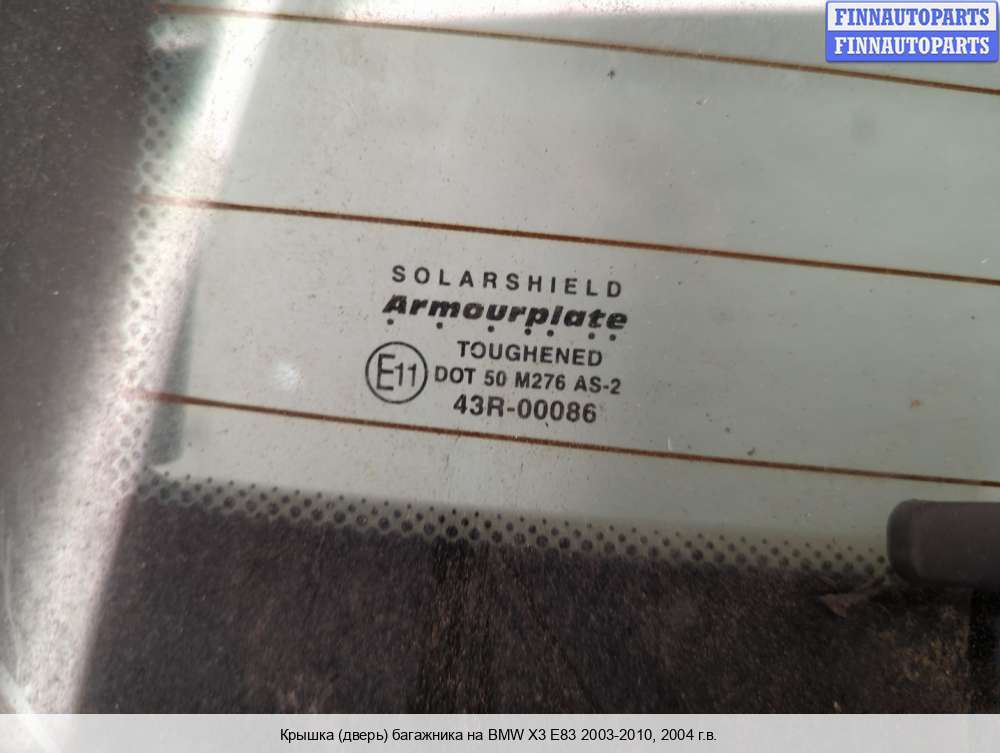 FINNAUTOPARTS
FINNAUTOPARTS
SOLARSHIELD
Armourplate
TOUGHENED
E11 DOT 50 M276 AS-2
43R-00086
Крышка (дверь) багажника на BMW X3 E83 2003-2010, 2004 г.в.